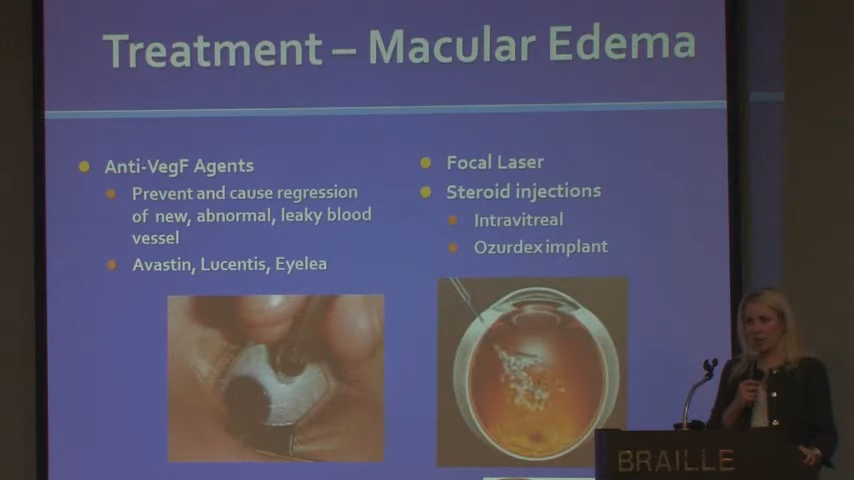 Treatment – Macular Edema
Anti-VegF Agents
Prevent and cause regression
of new, abnormal, leaky blood
vessel
Avastin, Lucentis, Eyelea
Focal Laser
Steroid injections
Intravitreal
Ozurdex implant
BRAILLE